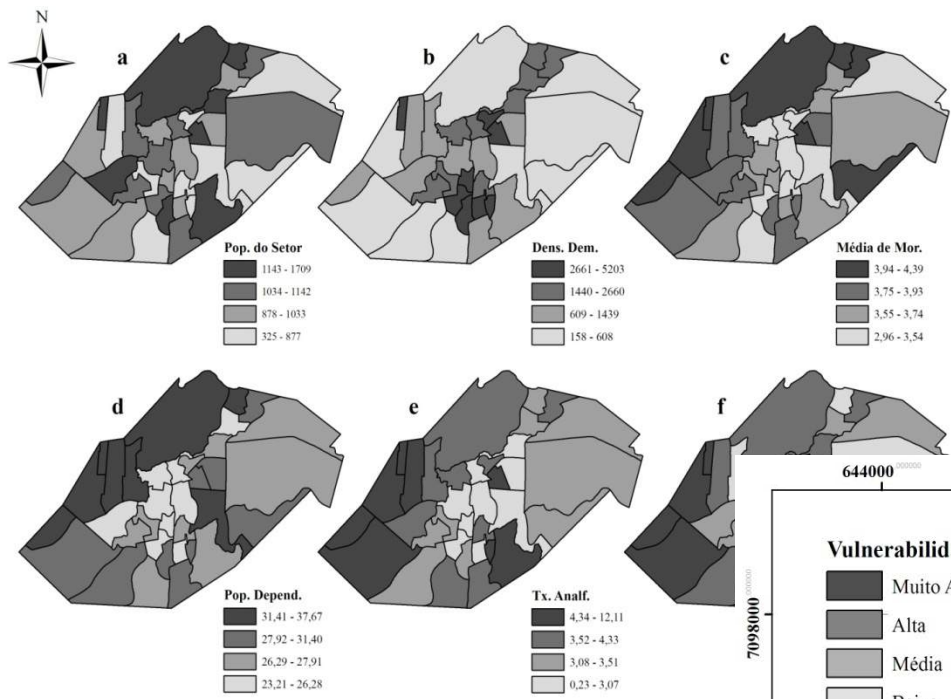 N
a
b
c
Pop. do Setor
1143 - 1709
1034 - 1142
878 - 1033
325 - 877
Dens. Dem.
2661 - 5203
1440 - 2660
609 - 1439
158 - 608
Média de Mor.
3,94 - 4,39
3,75 - 3,93
3,55 - 3,74
2,96 - 3,54
d
e
f
Pop. Depend.
31,41 - 37,67
27,92 - 31,40
26,29 - 27,91
23,21 - 26,28
Tx. Analf.
4,34 - 12,11
3,52 - 4,33
3,08 - 3,51
0,23 - 3,07
644000,000000
7098000,000000
Vulnerabilid
Muito A
Alta
Média